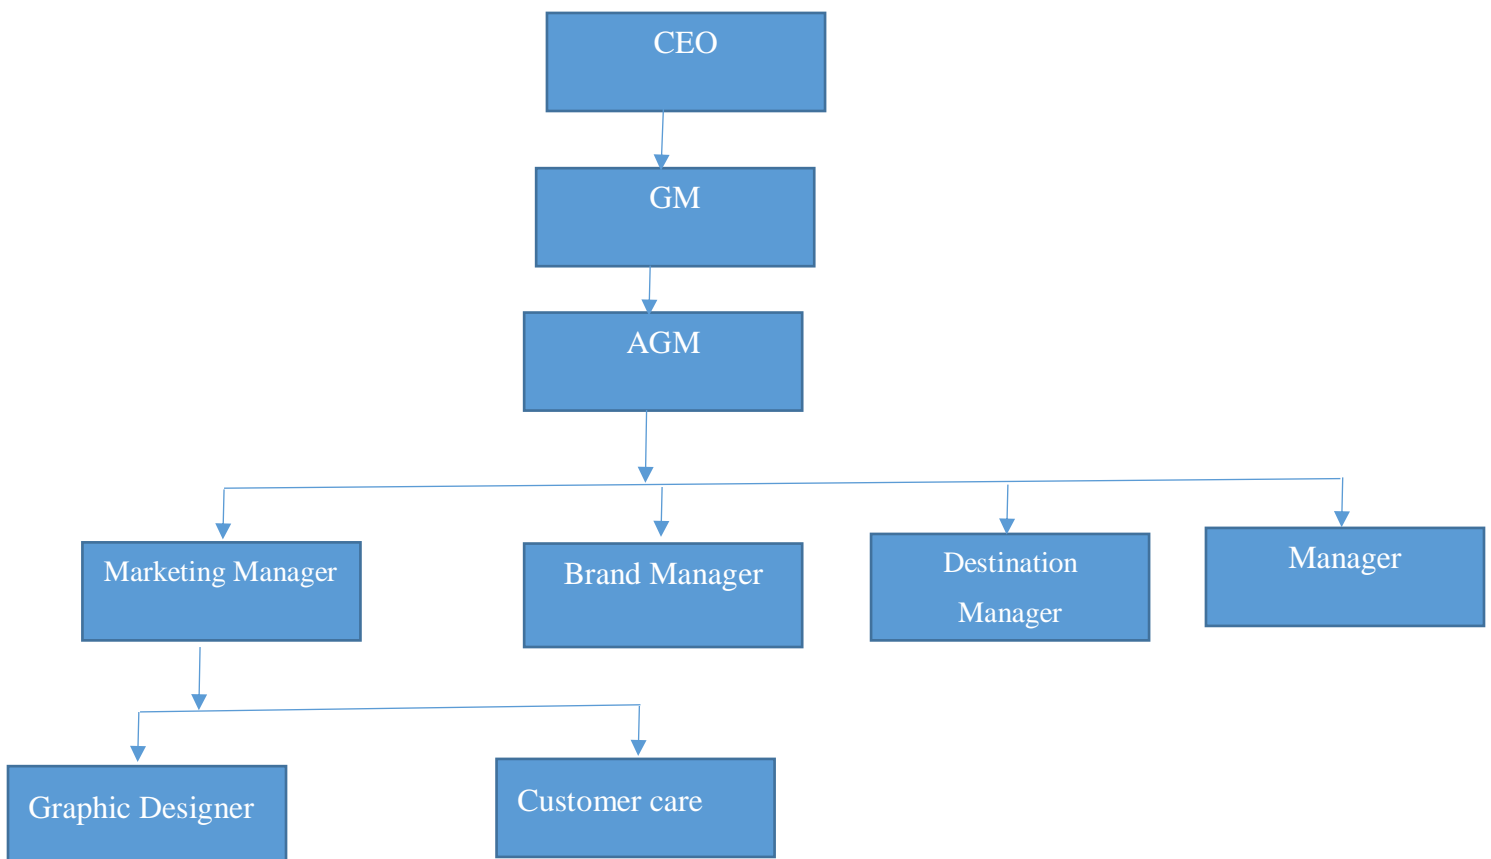 CEO
GM
AGM
Marketing Manager
Brand Manager
Destination
Manager
Manager
Graphic Designer
Customer care